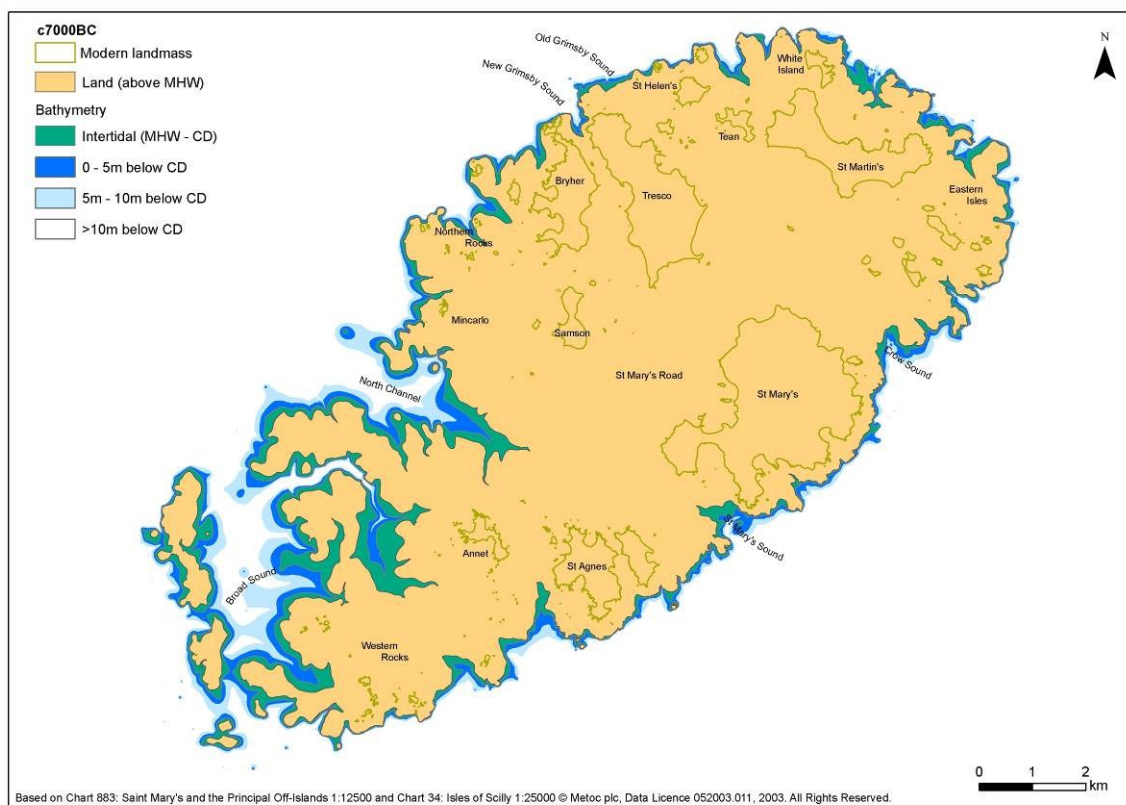 c7000BC
Modern landmass
Land (above MHW)
Bathymetry
Intertidal (MHW - CD)
0 - 5m below CD
5m - 10m below CD
>10m below CD
N
Old Grimsby Sound
New Grimsby Sound
St Helen's
White
Island
Tean
St Martin's
Bryher
Tresco
Eastern
Isles
Northern
Rocks
Mincarlo
Samson
St Mary's Road
Crow Sound
North Channel
St Mary's
St Mary's Sound
Annet
St Agnes
Broad Sound
Western
Rocks
0 1 2
km
Based on Chart 883: Saint Mary's and the Principal Off-Islands 1:12500 and Chart 34: Isles of Scilly 1:25000 © Metoc plc, Data Licence 052003.011, 2003. All Rights Reserved.